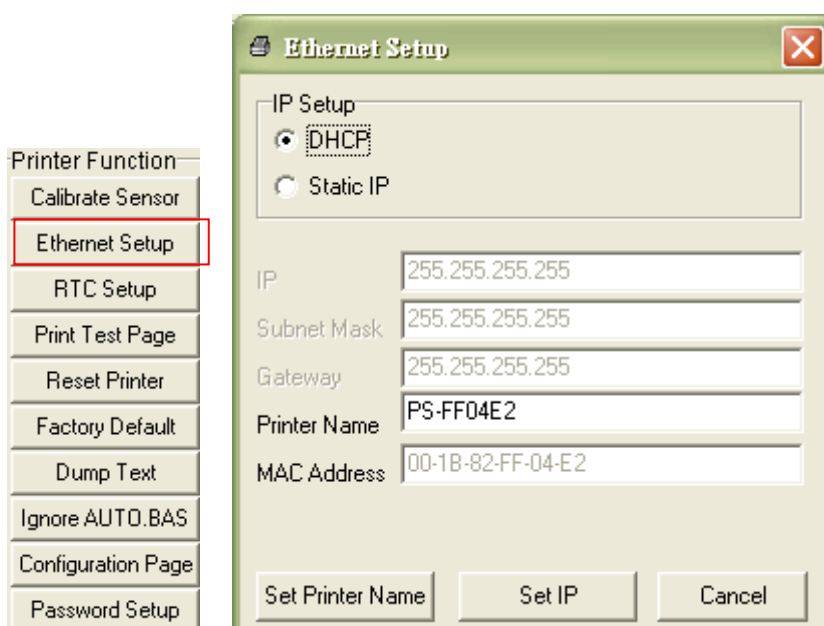 Printer Function
Calibrate Sensor
Ethernet Setup
RTC Setup
Print Test Page
Reset Printer
Factory Default
Dump Text
Ignore AUTO.BAS
Configuration Page
Password Setup
Ethernet Setup
IP Setup
DHCP
Static IP
IP 255.255.255.255
Subnet Mask 255.255.255.255
Gateway 255.255.255.255
Printer Name PS-FF04E2
MAC Address 00-1B-82-FF-04-E2
Set Printer Name Set IP Cancel